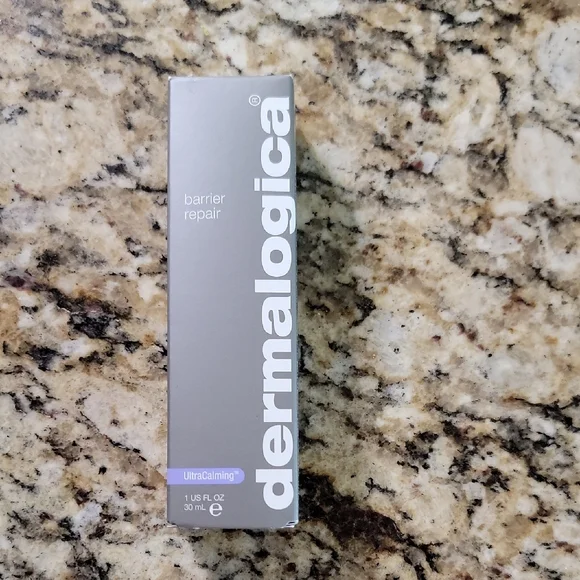 barrier
repair
dermalogica®
UltraCalming®
1 US FL OZ
30 mL e